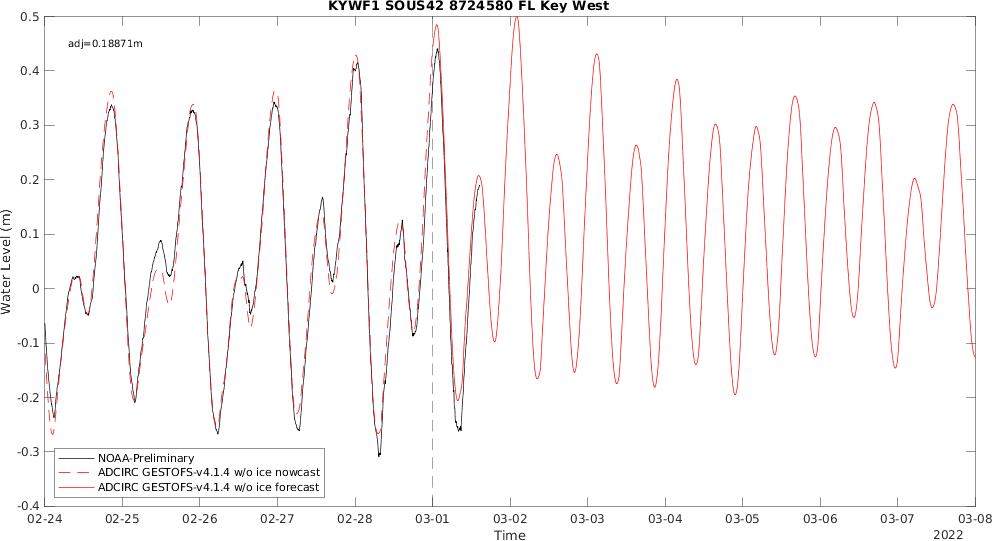 KYWF1 SOUS42 8724580 FL Key West
adj=0.18871m
0.5
0.4
0.3
0.2
0.1
0
-0.1
-0.2
-0.3
-0.4
Water Level (m)
NOAA-Preliminary
ADCIRC GESTOFS-v4.1.4 w/o ice nowcast
ADCIRC GESTOFS-v4.1.4 w/o ice forecast
02-24 02-25 02-26 02-27 02-28 03-01 03-02 03-03 03-04 03-05 03-06 03-07 03-08
Time
2022